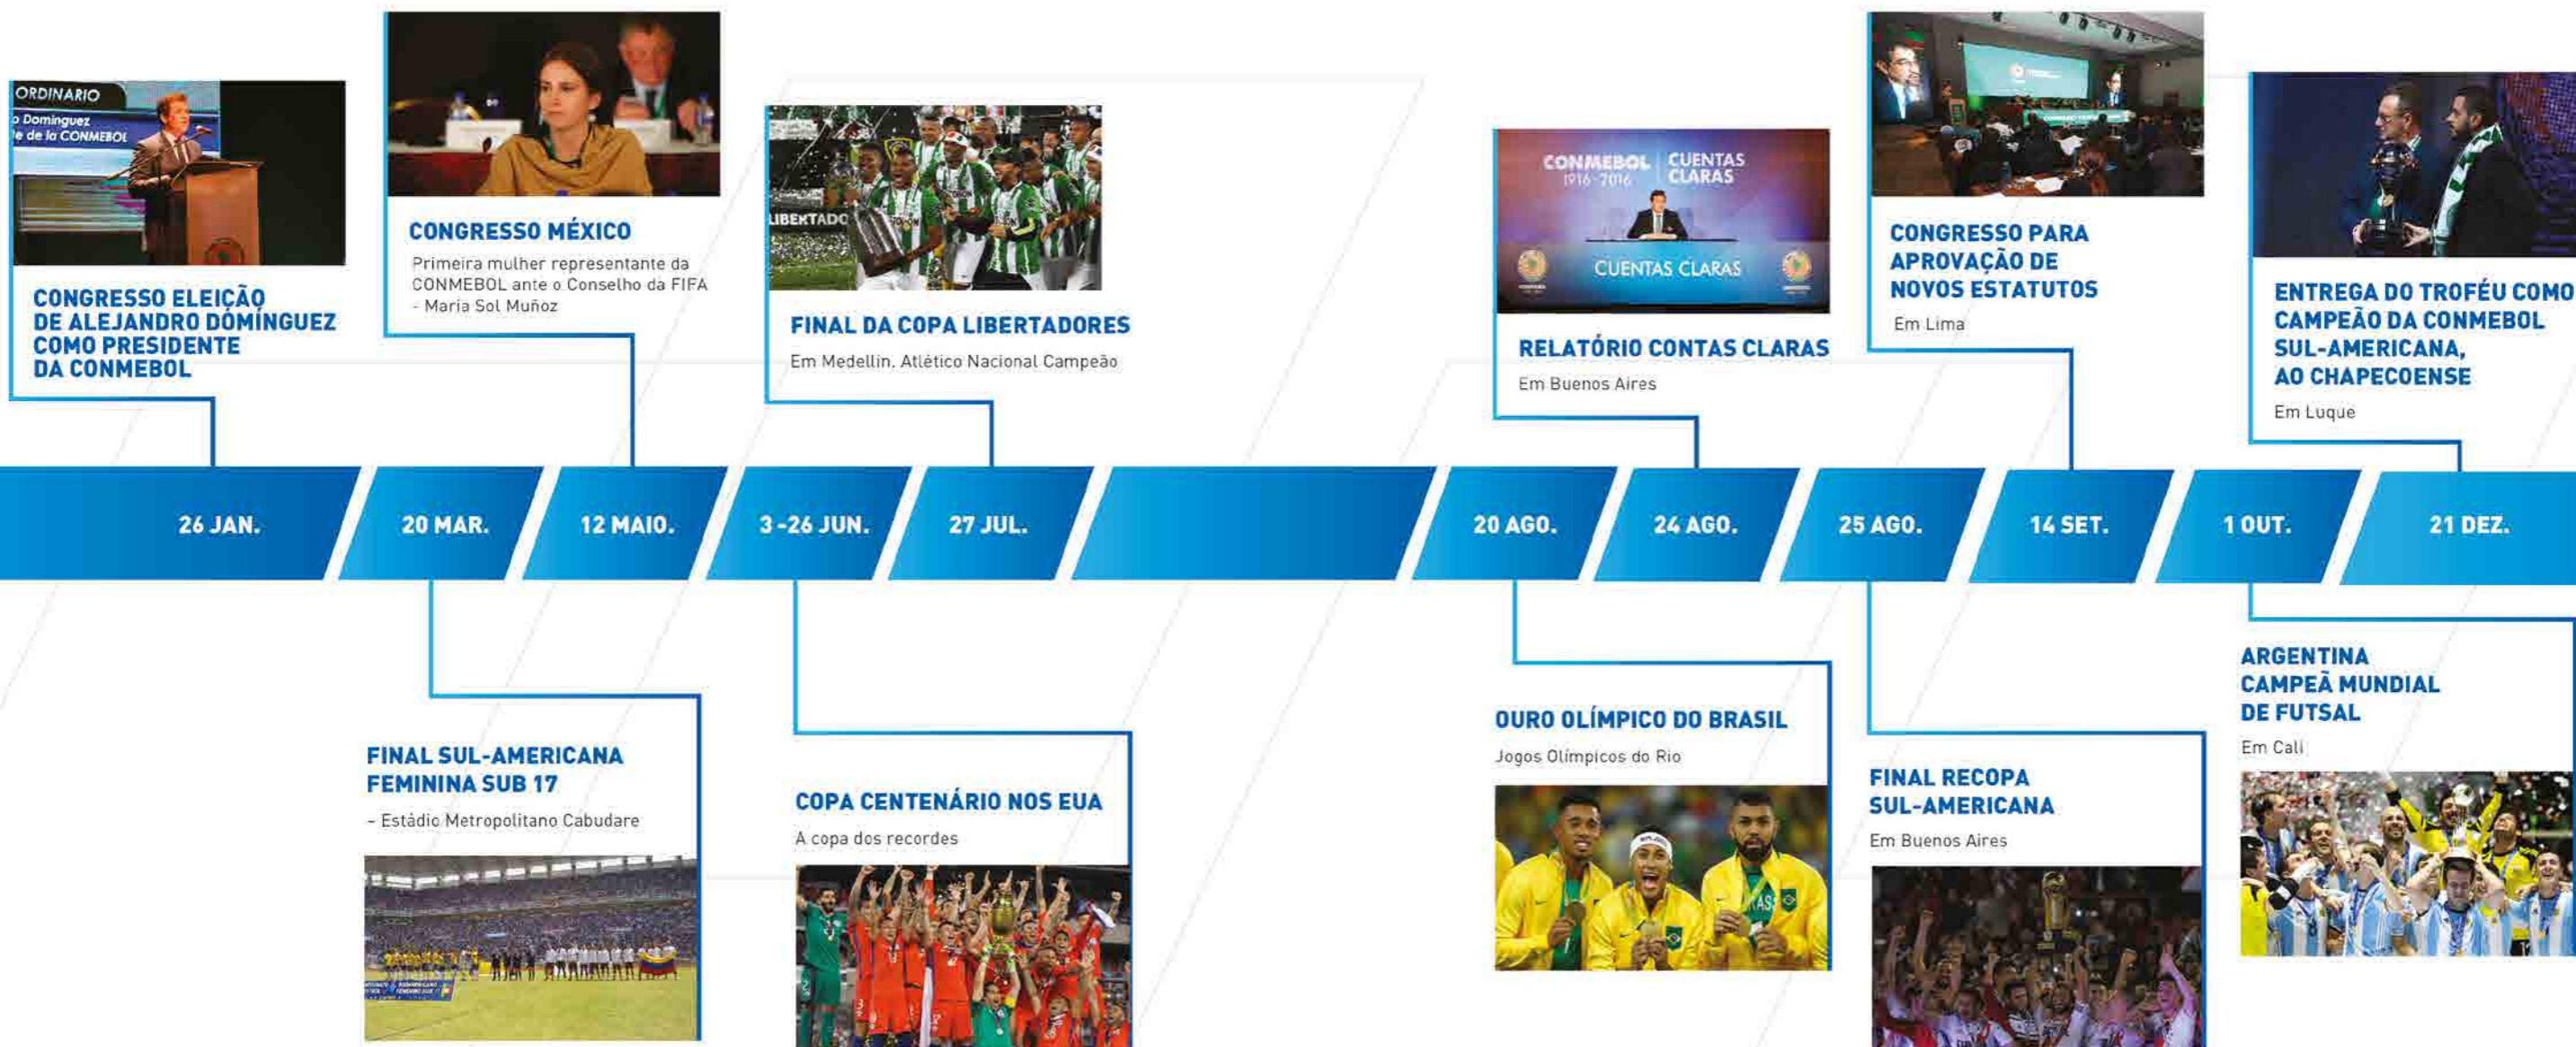 ORDINARIO
o Dominguez
te de la CONMEBOL
CONGRESSO ELEIÇÃO
DE ALEJANDRO DOMÍNGUEZ
COMO PRESIDENTE
DA CONMEBOL
CONGRESSO MÉXICO
Primeira mulher representante da
CONMEBOL ante o Conselho da FIFA
- Maria Sol Muñoz
LIBERTADO
FINAL DA COPA LIBERTADORES
Em Medellin. Atlético Nacional Campeão
CONMEBOL
1916-2016
CUENTAS
CLARAS
CUENTAS CLARAS
RELATÓRIO CONTAS CLARAS
Em Buenos Aires
CONGRESSO PARA
APROVAÇÃO DE
NOVOS ESTATUTOS
Em Lima
ENTREGA DO TROFÉU COMO
CAMPEÃO DA CONMEBOL
SUL-AMERICANA,
AO CHAPECOENSE
Em Luque
26 JAN.
20 MAR.
12 MAIO.
3 -26 JUN.
27 JUL.
20 AGO.
24 AGO.
25 AGO.
14 SET.
1 OUT.
21 DEZ.
FINAL SUL-AMERICANA
FEMININA SUB 17
– Estádio Metropolitano Cabudare
COPA CENTENÁRIO NOS EUA
A copa dos recordes
OURO OLÍMPICO DO BRASIL
Jogos Olímpicos do Rio
FINAL RECOPA
SUL-AMERICANA
Em Buenos Aires
ARGENTINA
CAMPEÃ MUNDIAL
DE FUTSAL
Em Cali